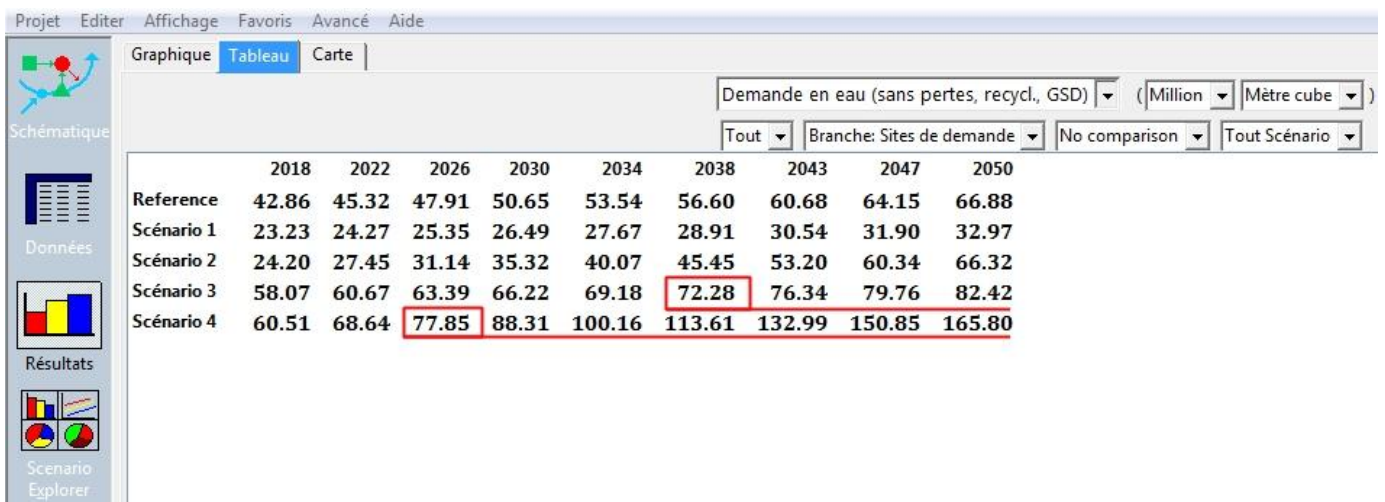 Projet Editer Affichage Favoris Avancé Aide
Graphique Tableau Carte
Demande en eau (sans pertes, recycl., GSD) ( Million Mètre cube )
Schématique
Tout Branche: Sites de demande No comparison Tout Scénario
2018 2022 2026 2030 2034 2038 2043 2047 2050
Reference 42.86 45.32 47.91 50.65 53.54 56.60 60.68 64.15 66.88
Scénario 1 23.23 24.27 25.35 26.49 27.67 28.91 30.54 31.90 32.97
Données
Scénario 2 24.20 27.45 31.14 35.32 40.07 45.45 53.20 60.34 66.32
Scénario 3 58.07 60.67 63.39 66.22 69.18 72.28 76.34 79.76 82.42
Scénario 4 60.51 68.64 77.85 88.31 100.16 113.61 132.99 150.85 165.80
Résultats
Scenario
Explorer